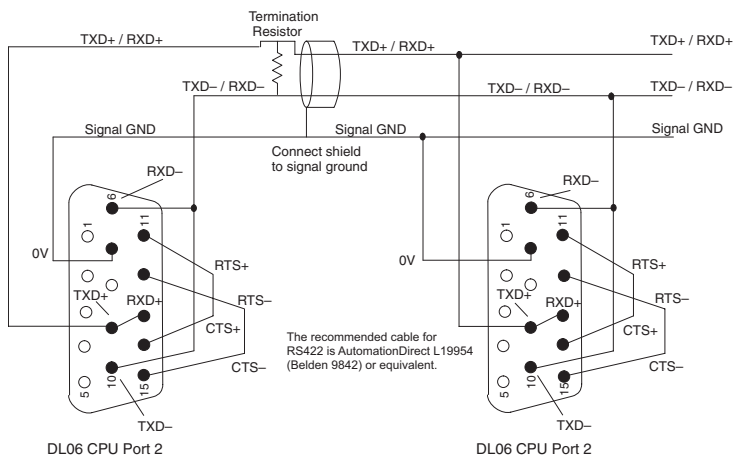 Termination
Resistor
TXD+ / RXD+
TXD+ / RXD+
TXD+ / RXD+
TXD– / RXD–
TXD– / RXD–
TXD– / RXD–
Signal GND
Signal GND
Signal GND
Connect shield
to signal ground
RXD–
6
1
11
0V
RTS+
TXD+
RXD+
RTS–
CTS+
CTS–
5
10
15
TXD–
DL06 CPU Port 2
The recommended cable for
RS422 is AutomationDirect L19954
(Belden 9842) or equivalent.
RXD–
6
1
11
0V
RTS+
TXD+
RXD+
RTS–
CTS+
CTS–
5
10
15
TXD–
DL06 CPU Port 2